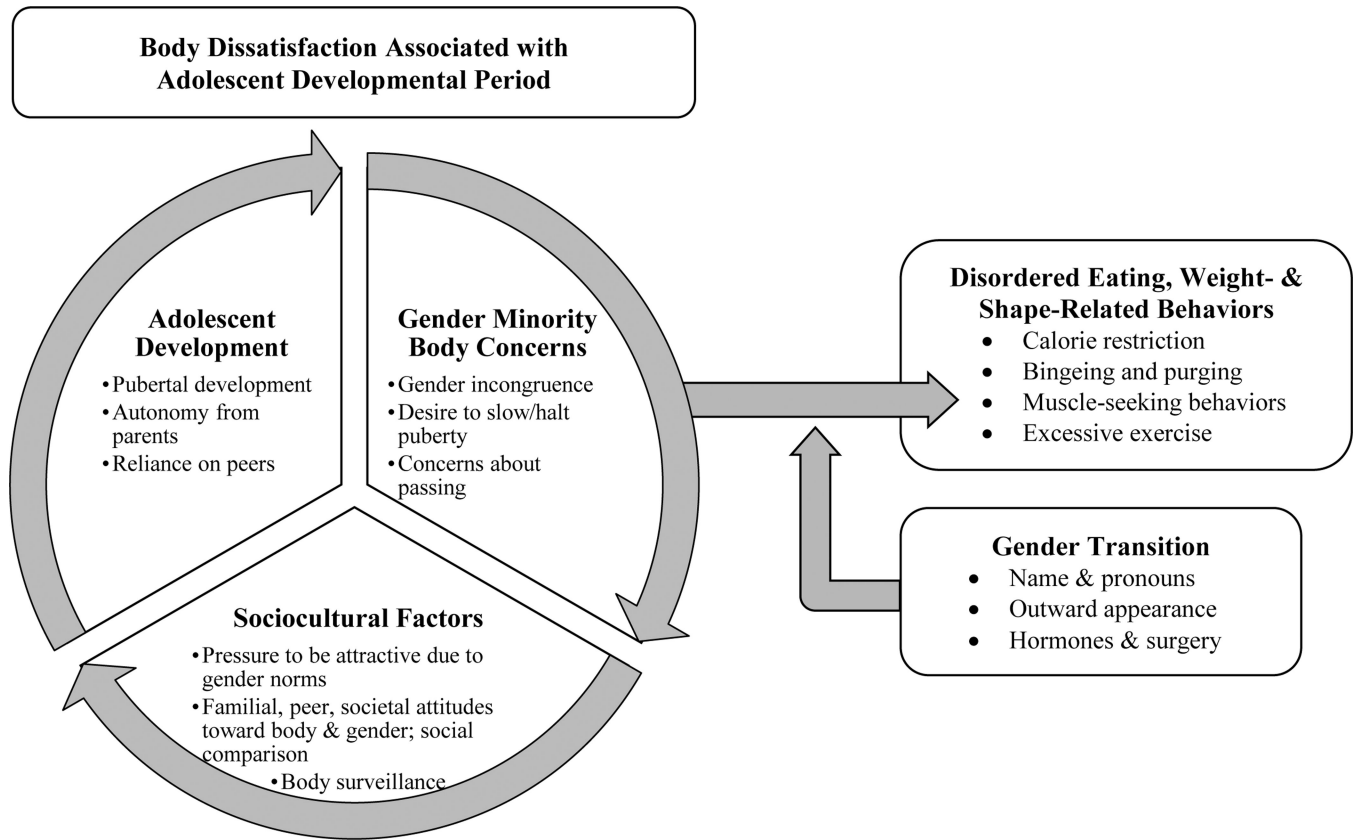 Body Dissatisfaction Associated with
Adolescent Developmental Period
Adolescent
Development
•Pubertal development
•Autonomy from
parents
•Reliance on peers
Gender Minority
Body Concerns
•Gender incongruence
•Desire to slow/halt
puberty
•Concerns about
passing
Sociocultural Factors
•Pressure to be attractive due to
gender norms
•Familial, peer, societal attitudes
toward body & gender; social
comparison
•Body surveillance
Disordered Eating, Weight- &
Shape-Related Behaviors
• Calorie restriction
• Bingeing and purging
• Muscle-seeking behaviors
• Excessive exercise
Gender Transition
• Name & pronouns
• Outward appearance
• Hormones & surgery